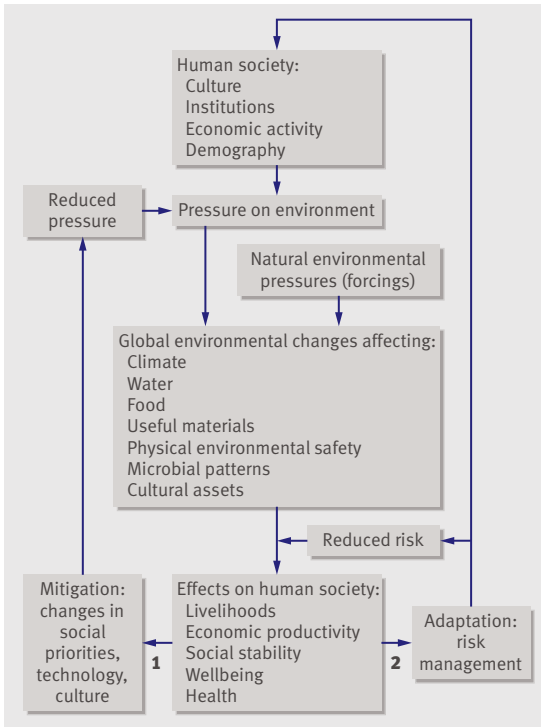 Human society:
Culture
Institutions
Economic activity
Demography
Reduced
pressure
Pressure on environment
Natural environmental
pressures (forcings)
Global environmental changes affecting:
Climate
Water
Food
Useful materials
Physical environmental safety
Microbial patterns
Cultural assets
Reduced risk
Mitigation:
changes in
social
priorities,
technology,
culture
1
Effects on human society:
Livelihoods
Economic productivity
Social stability
Wellbeing
Health
2
Adaptation:
risk
management